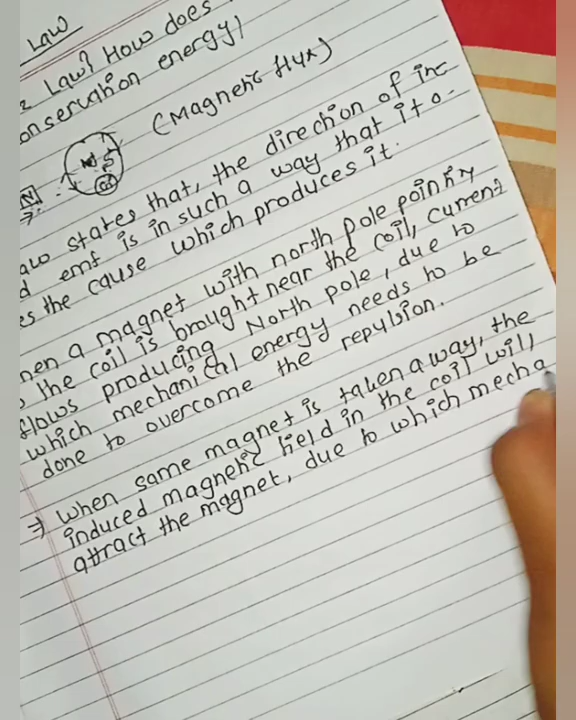 Law
Law? How does
onservation energy)
(Magnetic flux)
N
aw states that, the direction of inc
d emf is in such a way that it o-
es the cause which produces it.
hen a magnet with north pole pointing
the coil is brought near the coil, current
flows producing North pole, due to
which mechanical energy needs to be
done to overcome the repulsion.
⇒ When same magnet is taken away, the
induced magnetic field in the coil will
attract the magnet, due to which mecha